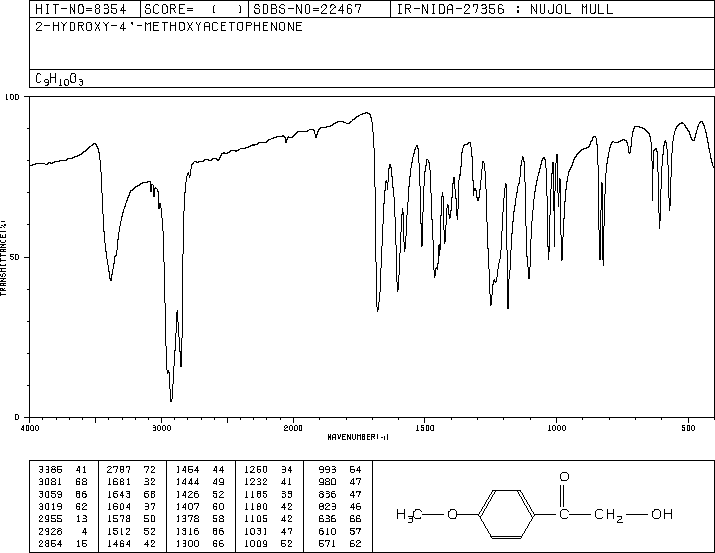 HIT-NO=8354 SCORE= ( ) SDBS-NO=22467 IR-NIDA-27356 : NUJOL MULL
2-HYDROXY-4'-METHOXYACETOPHENONE
C9H10O3
100
50
0
TRANSMITTANCE(%)
4000 3000 2000 1500 1000 500
WAVENUMBER(-1)
3386 41 2787 72 1454 44 1250 34 993 54
3081 68 1681 32 1444 49 1232 41 980 47
3059 66 1643 68 1426 52 1185 33 836 47
3019 62 1604 37 1407 60 1180 42 823 46
2955 13 1578 50 1378 58 1105 42 636 66
2926 4 1512 52 1316 66 1031 47 610 57
2854 15 1464 42 1300 66 1009 52 571 62
O
H3C O C CH2 OH